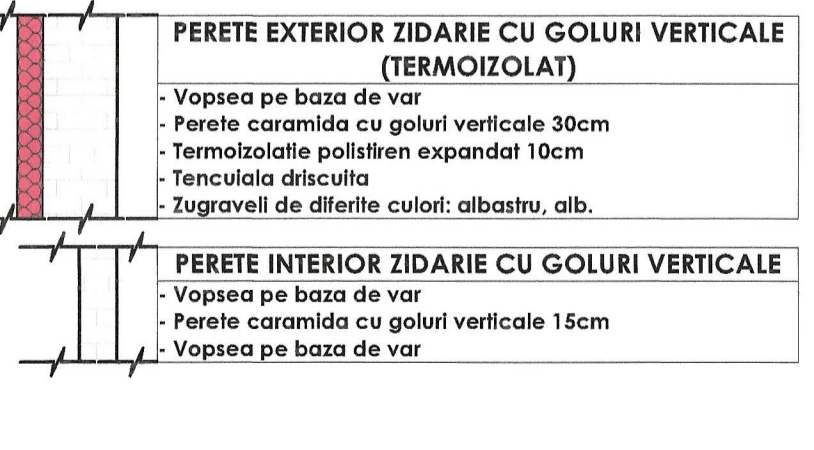 PERETE EXTERIOR ZIDARIE CU GOLURI VERTICALE
(TERMOIZOLAT)
- Vopsea pe baza de var
- Perete caramida cu goluri verticale 30cm
- Termoizolatie polistiren expandat 10cm
- Tencuiala driscuita
- Zugraveli de diferite culori: albastru, alb.
PERETE INTERIOR ZIDARIE CU GOLURI VERTICALE
- Vopsea pe baza de var
- Perete caramida cu goluri verticale 15cm
- Vopsea pe baza de var